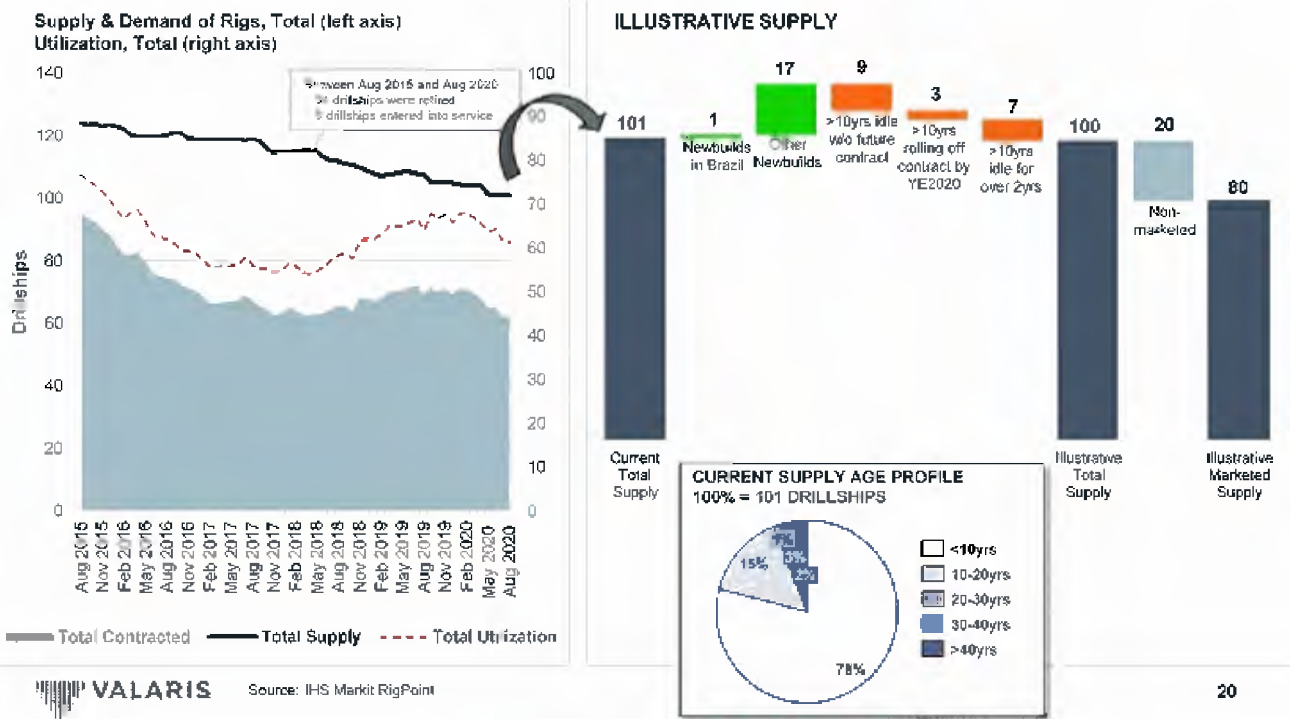 Supply & Demand of Rigs, Total (left axis)
Utilization, Total (right axis)
140
120
100
80
60
40
20
0
Drillships
100
90
80
70
60
50
40
30
20
10
0
Between Aug 2015 and Aug 2020
drillships were retired
drillships entered into service
Aug 2015
Nov 2015
Feb 2016
May 2016
Aug 2016
Nov 2016
Feb 2017
May 2017
Aug 2017
Nov 2017
Feb 2018
May 2018
Aug 2018
Nov 2018
Feb 2019
May 2019
Aug 2019
Nov 2019
Feb 2020
May 2020
Aug 2020
Total Contracted
Total Supply
Total Utilization
ILLUSTRATIVE SUPPLY
101
Current
Total
Supply
1
Newbuilds
in Brazil
17
Other
Newbuilds
9
>10yrs idle
w/o future
contract
3
>10yrs
rolling off
contract by
YE2020
7
>10yrs
idle for
over 2yrs
100
Illustrative
Total
Supply
20
Non-
marketed
80
Illustrative
Marketed
Supply
CURRENT SUPPLY AGE PROFILE
100% = 101 DRILLSHIPS
15%
3%
2%
78%
<10yrs
10-20yrs
20-30yrs
30-40yrs
>40yrs
VALARIS
Source: IHS Markit RigPoint
20